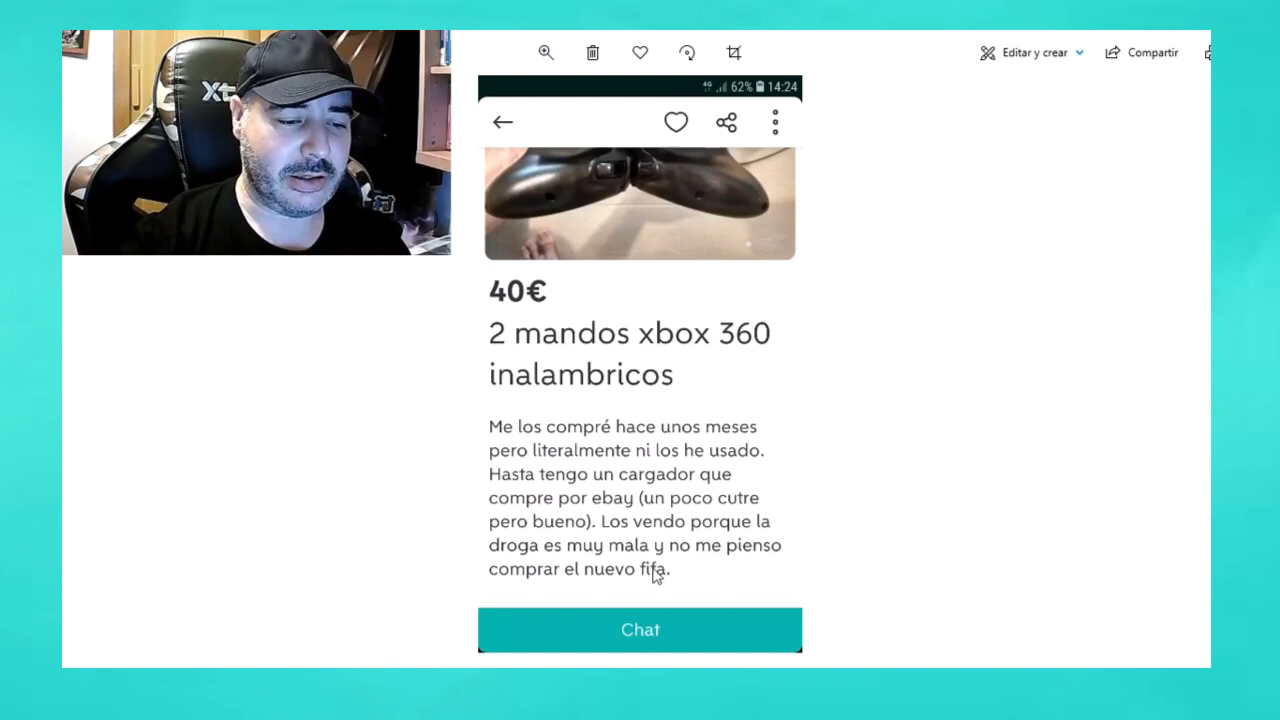 Xt
Editar y crear
Compartir
4G 62% 14:24
40€
2 mandos xbox 360
inalambricos
Me los compré hace unos meses
pero literalmente ni los he usado.
Hasta tengo un cargador que
compre por ebay (un poco cutre
pero bueno). Los vendo porque la
droga es muy mala y no me pienso
comprar el nuevo fifa.
Chat